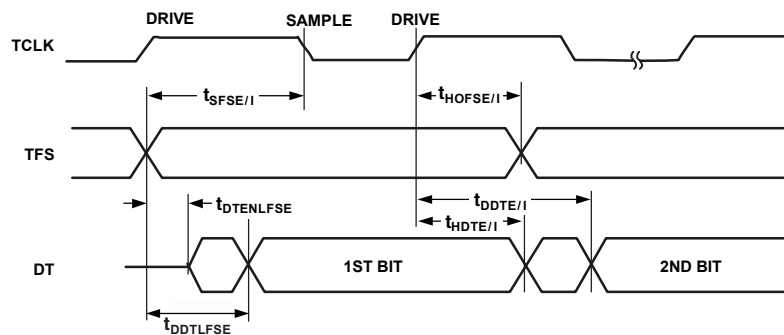 DRIVE SAMPLE DRIVE
TCLK
tSFSE/I tHOFSE/I
TFS
tDDTE/I
tDTENLFSE
tHDTE/I
DT 1ST BIT 2ND BIT
tDDTLFSE